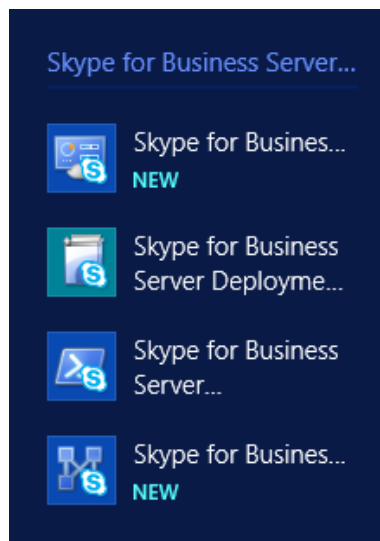 Skype for Business Server...
Skype for Busines...
NEW
Skype for Business
Server Deployme...
Skype for Business
Server...
Skype for Busines...
NEW